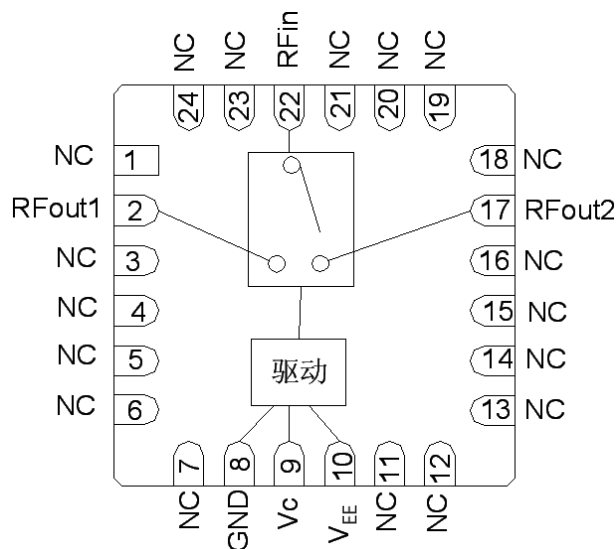 NC NC RFin NC NC NC
24 23 22 21 20 19
NC 1 18 NC
RFout1 2 17 RFout2
NC 3 16 NC
NC 4 15 NC
NC 5 14 NC
NC 6 13 NC
驱动
7 8 9 10 11 12
NC GND Vc VEE NC NC